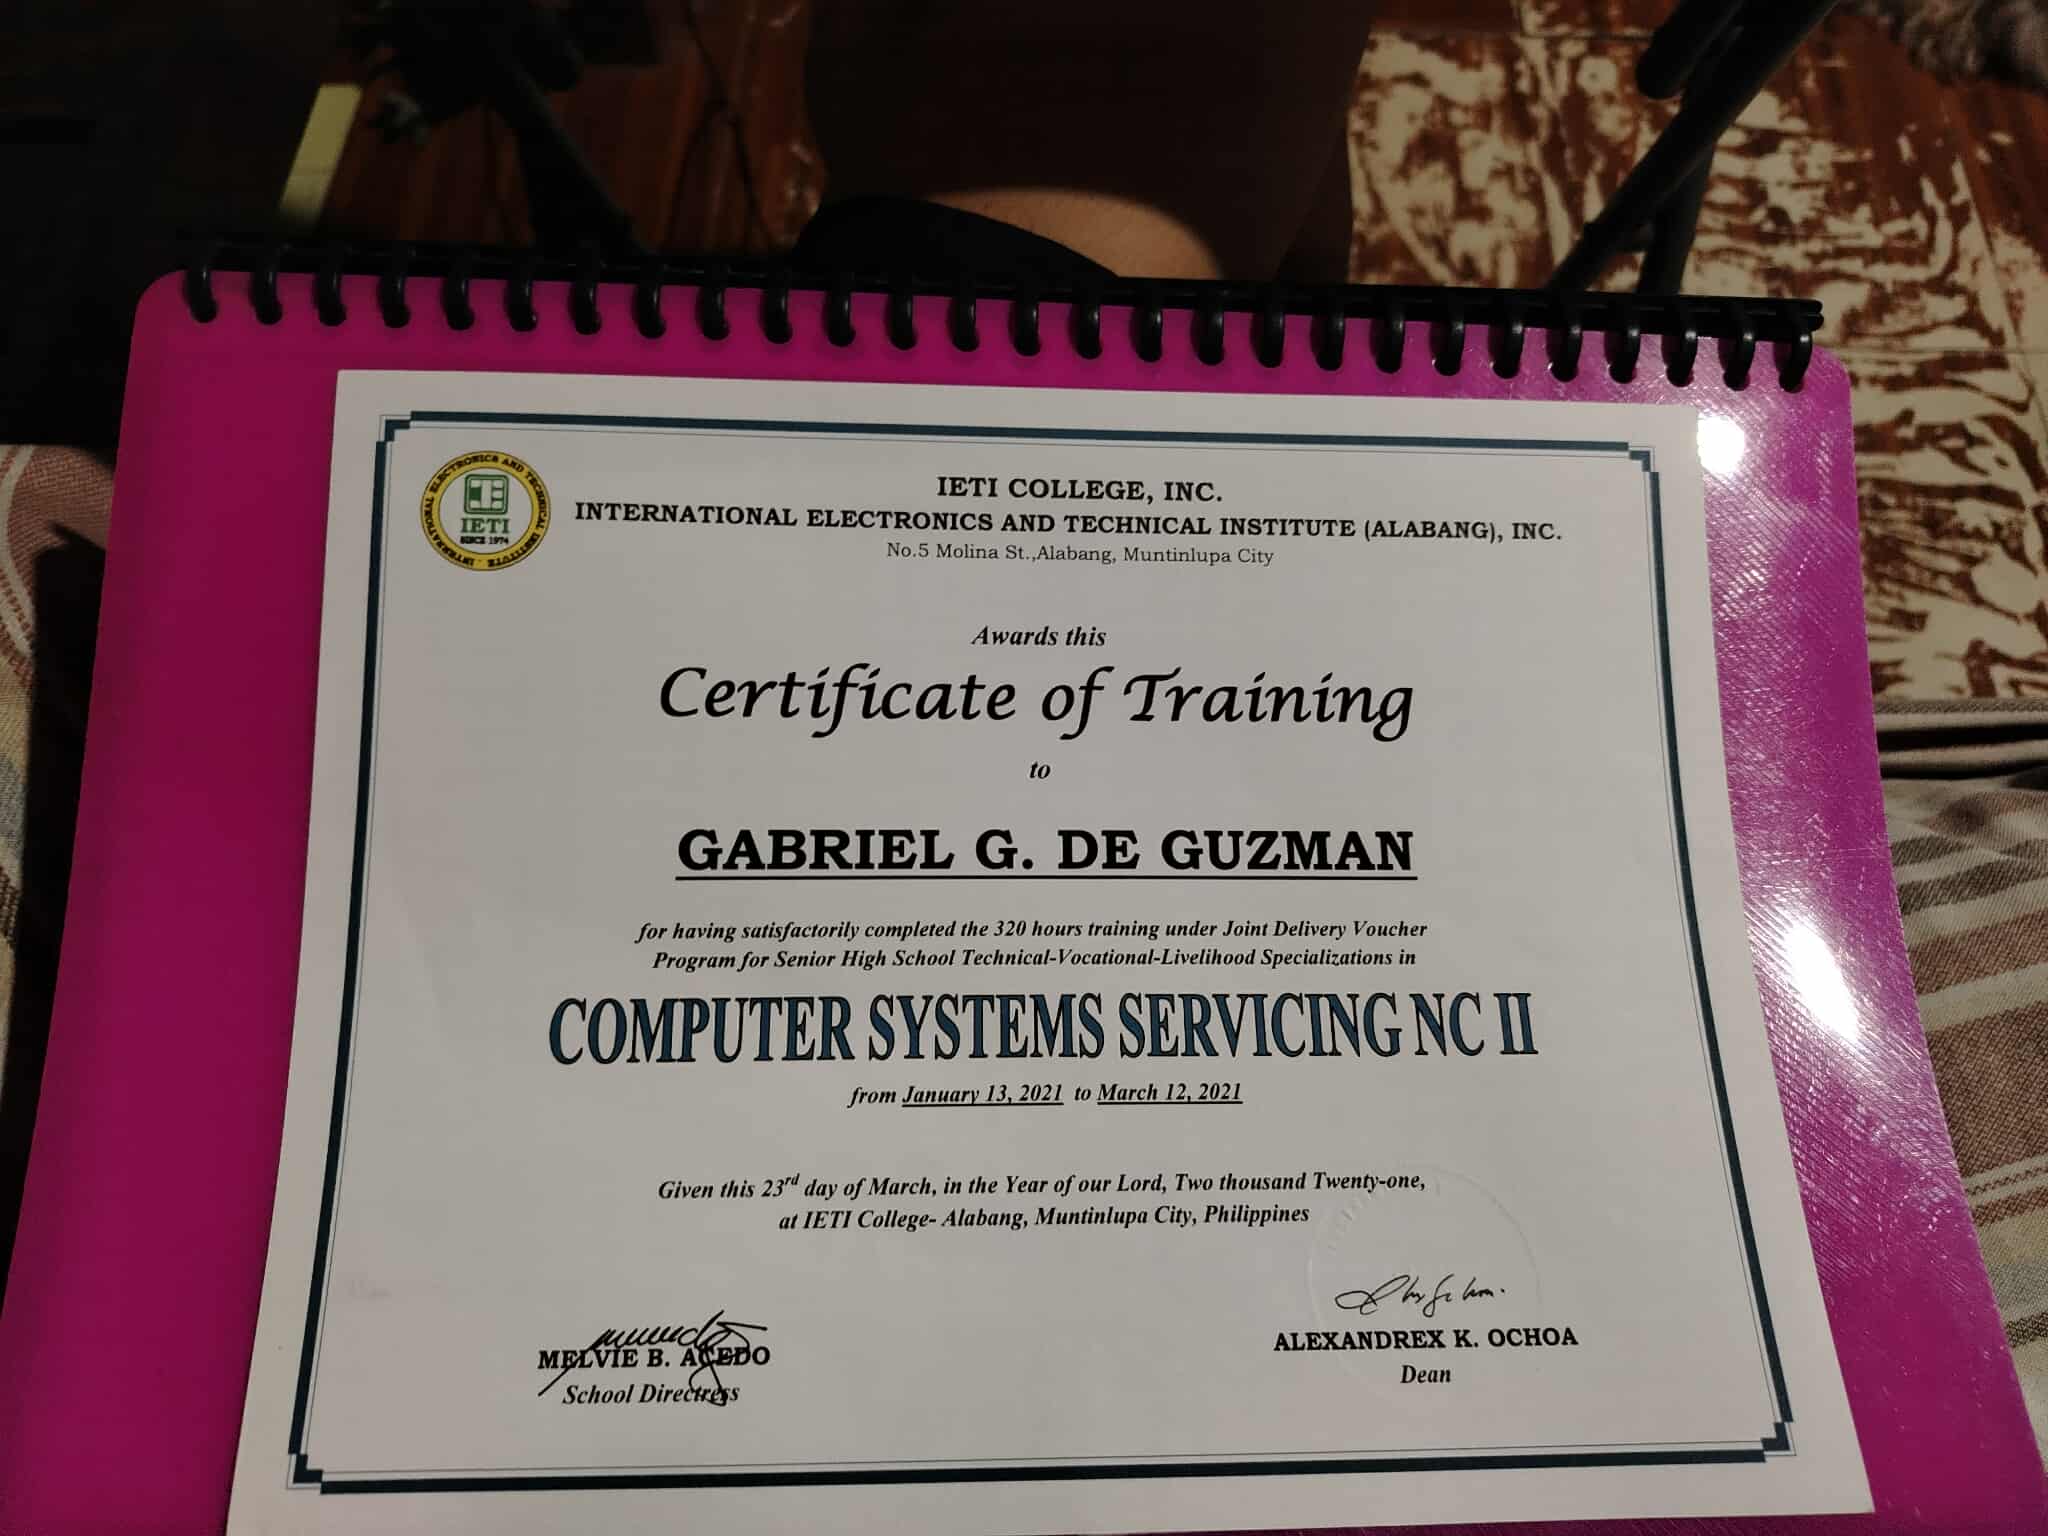 INTERNATIONAL ELECTRONICS AND TECHNICAL INSTITUTE
IETI
SINCE 1974
IETI COLLEGE, INC.
INTERNATIONAL ELECTRONICS AND TECHNICAL INSTITUTE (ALABANG), INC.
No.5 Molina St.,Alabang, Muntinlupa City
Awards this
Certificate of Training
to
GABRIEL G. DE GUZMAN
for having satisfactorily completed the 320 hours training under Joint Delivery Voucher
Program for Senior High School Technical-Vocational-Livelihood Specializations in
COMPUTER SYSTEMS SERVICING NC II
from January 13, 2021 to March 12, 2021
Given this 23rd day of March, in the Year of our Lord, Two thousand Twenty-one,
at IETI College- Alabang, Muntinlupa City, Philippines
MELVIE B. ACEDO
School Directress
ALEXANDREX K. OCHOA
Dean